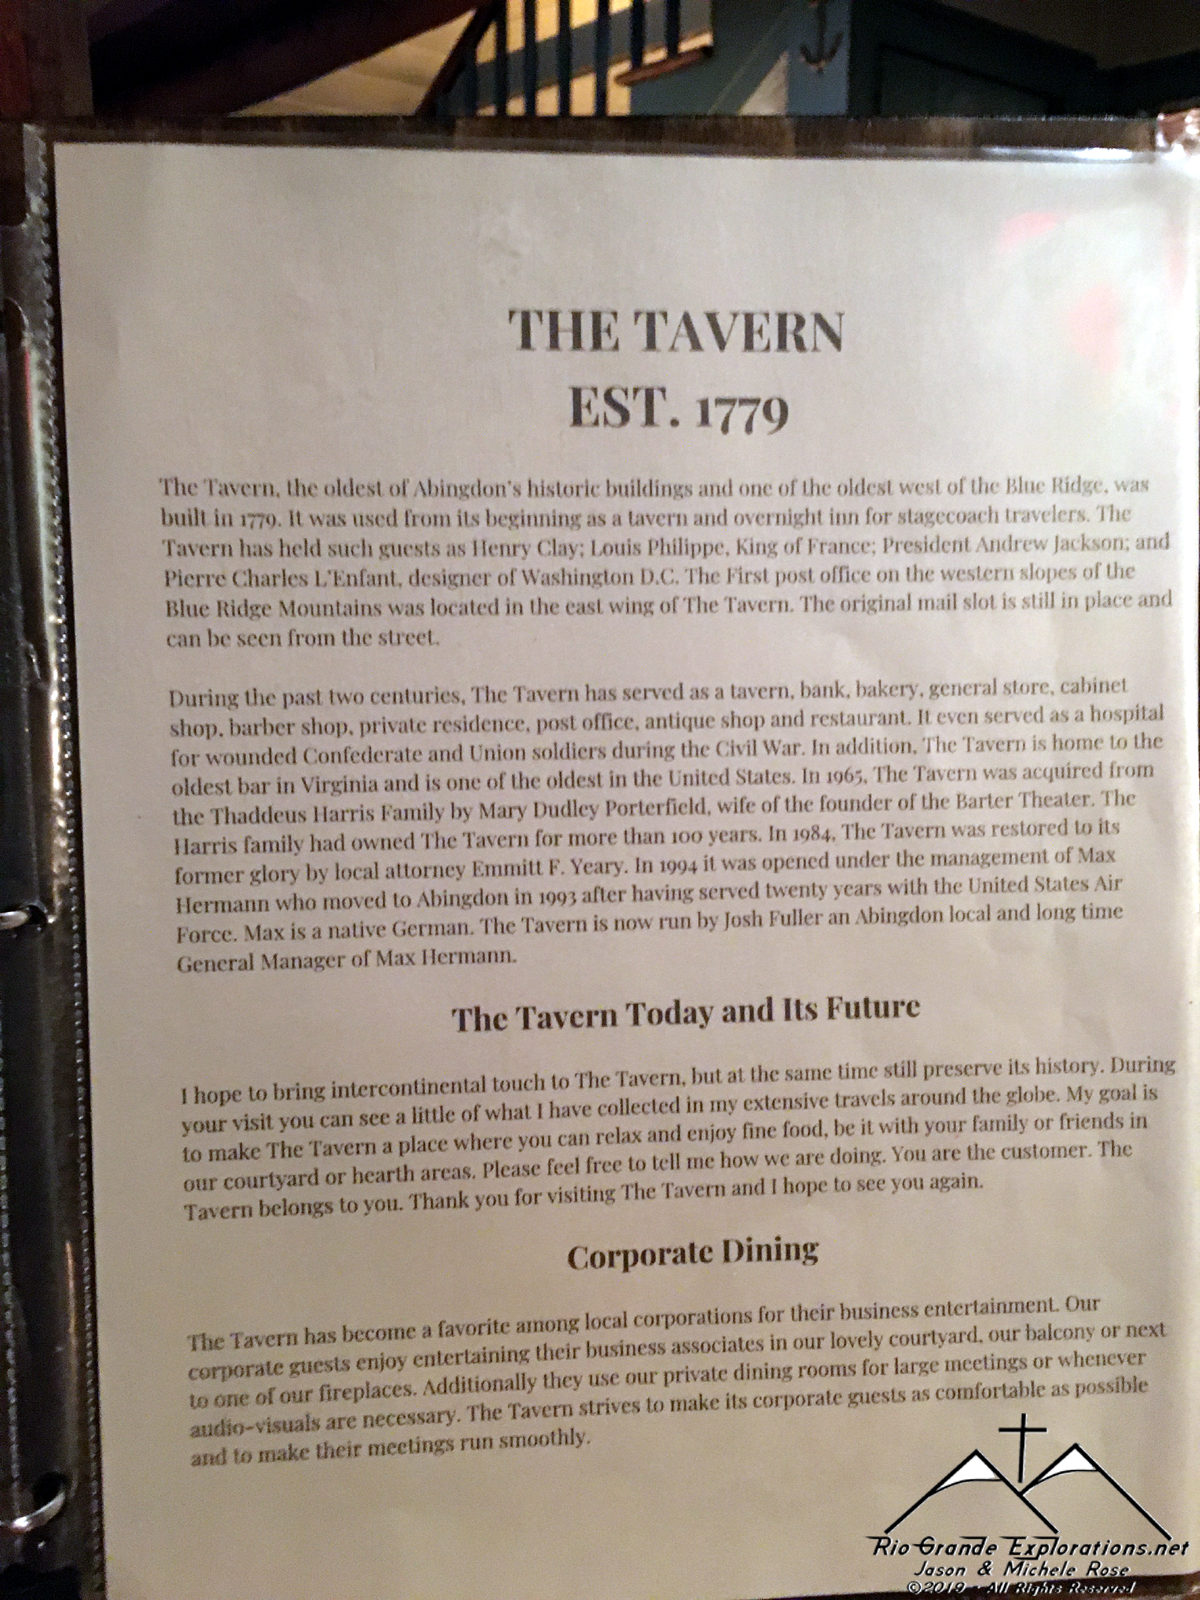 THE TAVERN
EST. 1779
The Tavern, the oldest of Abingdon's historic buildings and one of the oldest west of the Blue Ridge, was
built in 1779. It was used from its beginning as a tavern and overnight inn for stagecoach travelers. The
Tavern has held such guests as Henry Clay; Louis Philippe, King of France; President Andrew Jackson; and
Pierre Charles L'Enfant, designer of Washington D.C. The First post office on the western slopes of the
Blue Ridge Mountains was located in the east wing of The Tavern. The original mail slot is still in place and
can be seen from the street.
During the past two centuries, The Tavern has served as a tavern, bank, bakery, general store, cabinet
shop, barber shop, private residence, post office, antique shop and restaurant. It even served as a hospital
for wounded Confederate and Union soldiers during the Civil War. In addition, The Tavern is home to the
oldest bar in Virginia and is one of the oldest in the United States. In 1965, The Tavern was acquired from
the Thaddeus Harris Family by Mary Dudley Porterfield, wife of the founder of the Barter Theater. The
Harris family had owned The Tavern for more than 100 years. In 1984, The Tavern was restored to its
former glory by local attorney Emmitt F. Yeary. In 1994 it was opened under the management of Max
Hermann who moved to Abingdon in 1993 after having served twenty years with the United States Air
Force. Max is a native German. The Tavern is now run by Josh Fuller an Abingdon local and long time
General Manager of Max Hermann.
The Tavern Today and Its Future
I hope to bring intercontinental touch to The Tavern, but at the same time still preserve its history. During
your visit you can see a little of what I have collected in my extensive travels around the globe. My goal is
to make The Tavern a place where you can relax and enjoy fine food, be it with your family or friends in
our courtyard or hearth areas. Please feel free to tell me how we are doing. You are the customer. The
Tavern belongs to you. Thank you for visiting The Tavern and I hope to see you again.
Corporate Dining
The Tavern has become a favorite among local corporations for their business entertainment. Our
corporate guests enjoy entertaining their business associates in our lovely courtyard, our balcony or next
to one of our fireplaces. Additionally they use our private dining rooms for large meetings or whenever
audio-visuals are necessary. The Tavern strives to make its corporate guests as comfortable as possible
and to make their meetings run smoothly.
Rio Grande Explorations.net
Jason & Michele Rose
©2019 - All Rights Reserved